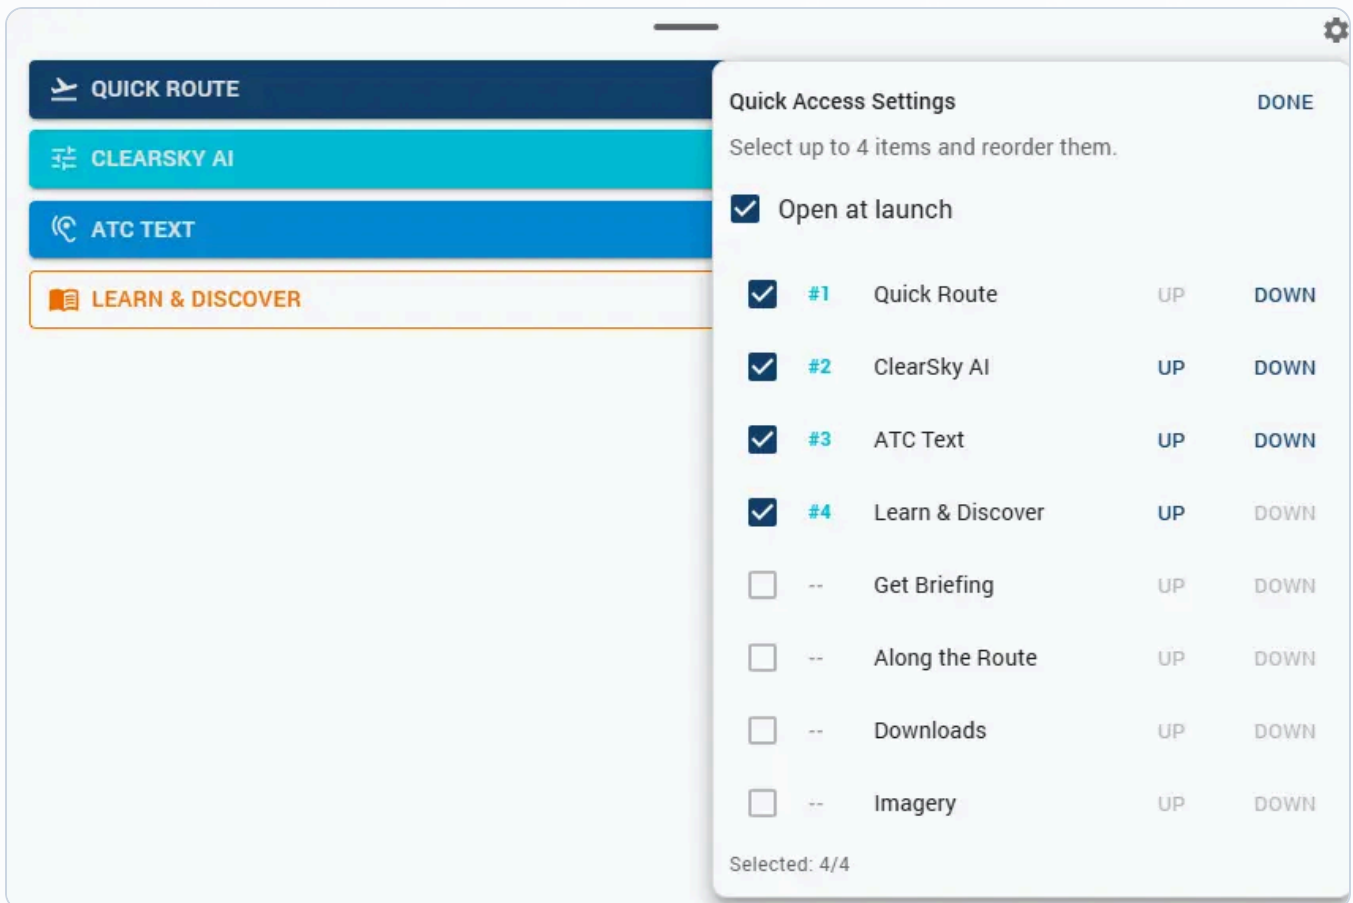 QUICK ROUTE
CLEARSKY AI
ATC TEXT
LEARN & DISCOVER
Quick Access Settings DONE
Select up to 4 items and reorder them.
Open at launch
#1 Quick Route UP DOWN
#2 ClearSky AI UP DOWN
#3 ATC Text UP DOWN
#4 Learn & Discover UP DOWN
-- Get Briefing UP DOWN
-- Along the Route UP DOWN
-- Downloads UP DOWN
-- Imagery UP DOWN
Selected: 4/4